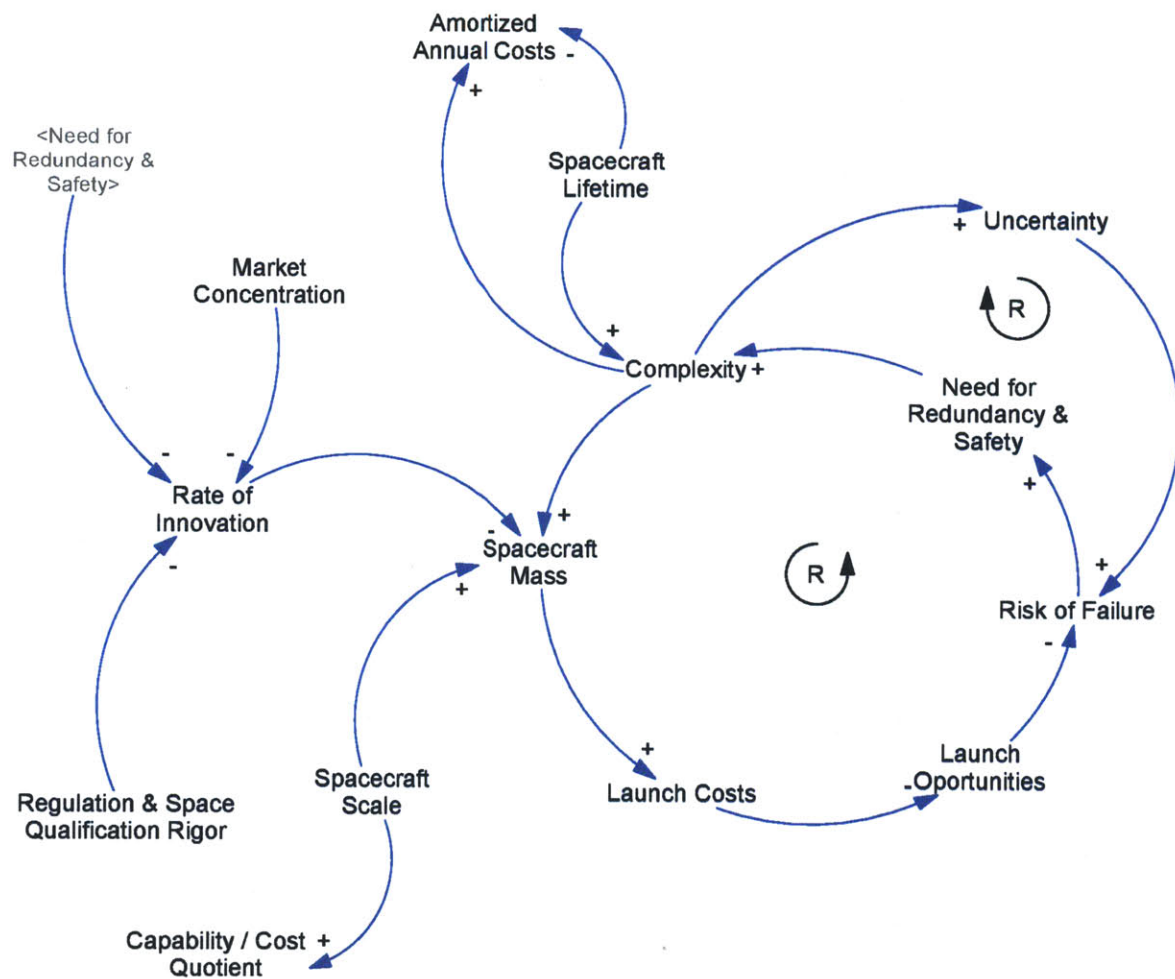 Amortized
Annual Costs -
+
<Need for
Redundancy &
Safety>
Spacecraft
Lifetime
+ Uncertainty
Market
Concentration
R
+
Complexity +
Need for
Redundancy &
Safety
- -
Rate of
Innovation
+
-
+
- Spacecraft
Mass
+
R
+
Risk of Failure
-
+
Launch
-Oportunities
Spacecraft
Scale
Launch Costs
Regulation & Space
Qualification Rigor
Capability / Cost +
Quotient